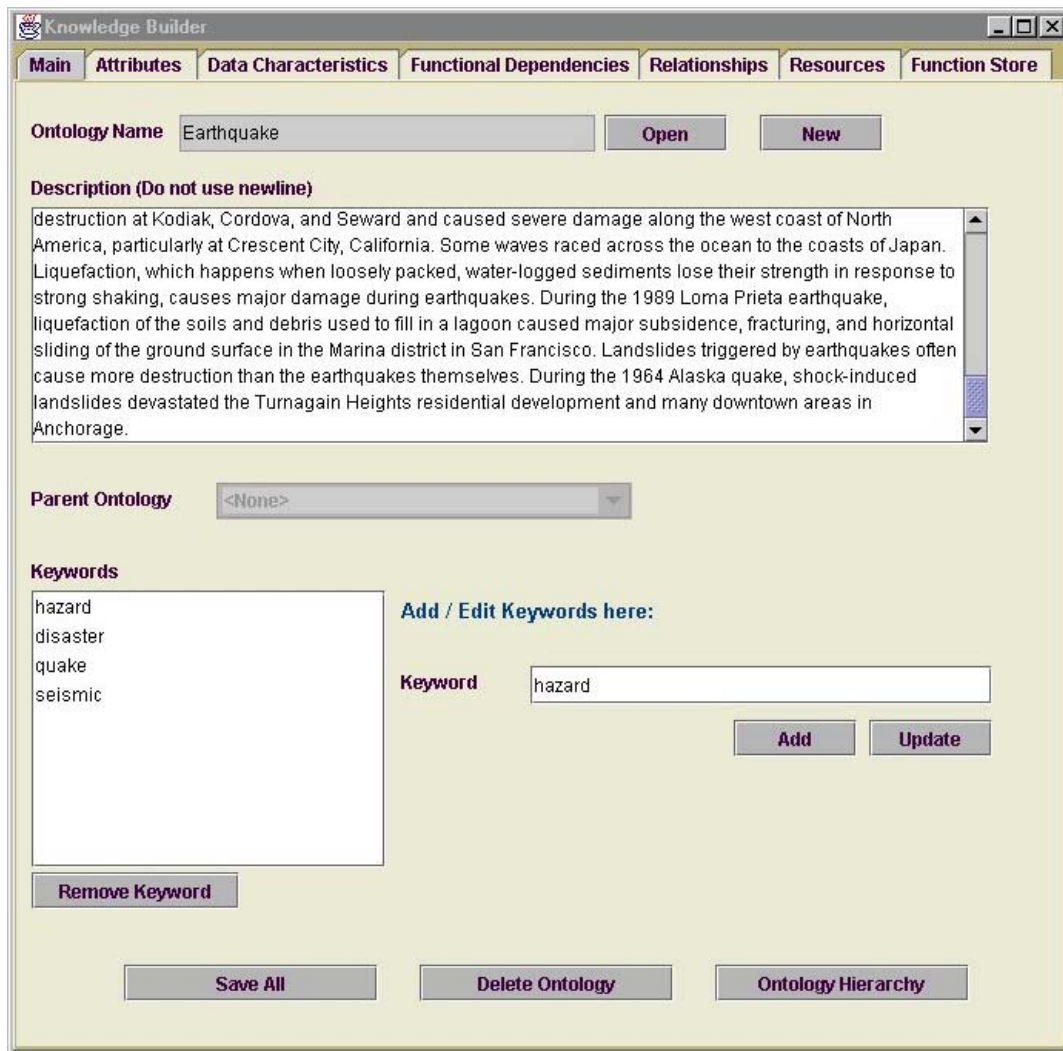 Knowledge Builder
Main Attributes Data Characteristics Functional Dependencies Relationships Resources Function Store
Ontology Name Earthquake Open New
Description (Do not use newline)
destruction at Kodiak, Cordova, and Seward and caused severe damage along the west coast of North
America, particularly at Crescent City, California. Some waves raced across the ocean to the coasts of Japan.
Liquefaction, which happens when loosely packed, water-logged sediments lose their strength in response to
strong shaking, causes major damage during earthquakes. During the 1989 Loma Prieta earthquake,
liquefaction of the soils and debris used to fill in a lagoon caused major subsidence, fracturing, and horizontal
sliding of the ground surface in the Marina district in San Francisco. Landslides triggered by earthquakes often
cause more destruction than the earthquakes themselves. During the 1964 Alaska quake, shock-induced
landslides devastated the Turnagain Heights residential development and many downtown areas in
Anchorage.
Parent Ontology <None>
Keywords
hazard
disaster
quake
seismic
Add / Edit Keywords here:
Keyword hazard
Add Update
Remove Keyword
Save All Delete Ontology Ontology Hierarchy